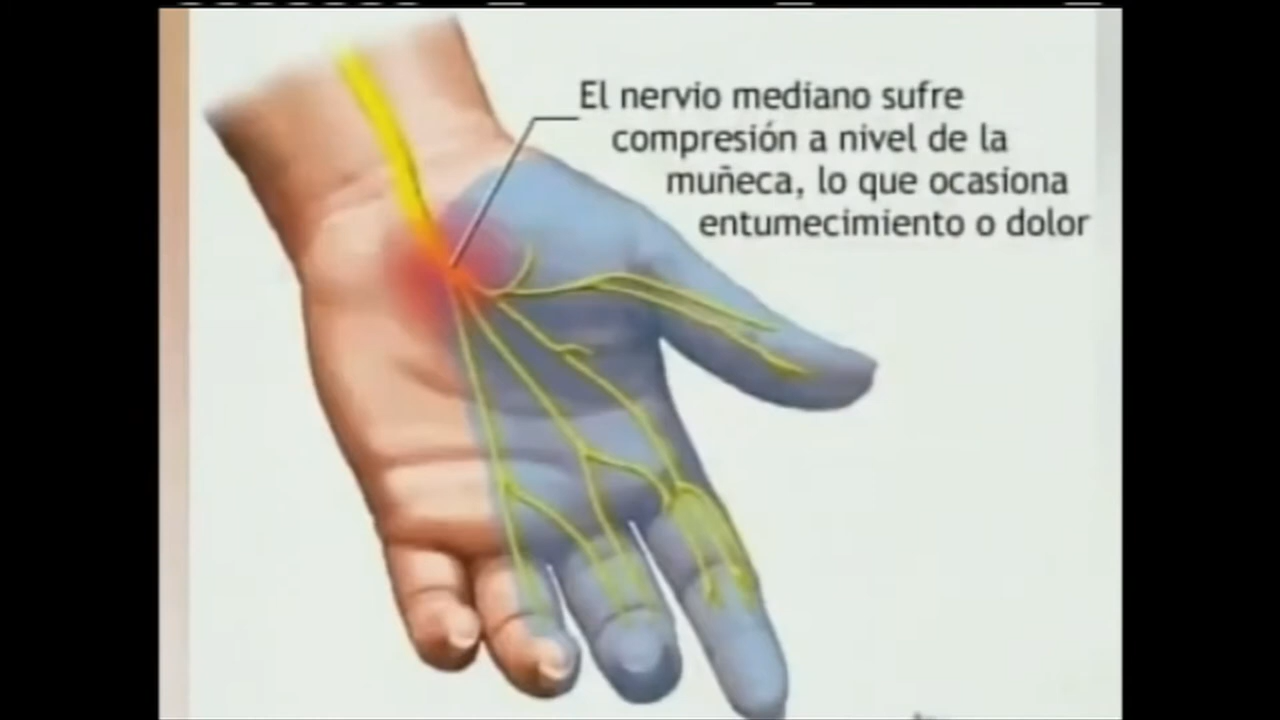 El nervio mediano sufre
compresión a nivel de la
muñeca, lo que ocasiona
entumecimiento o dolor